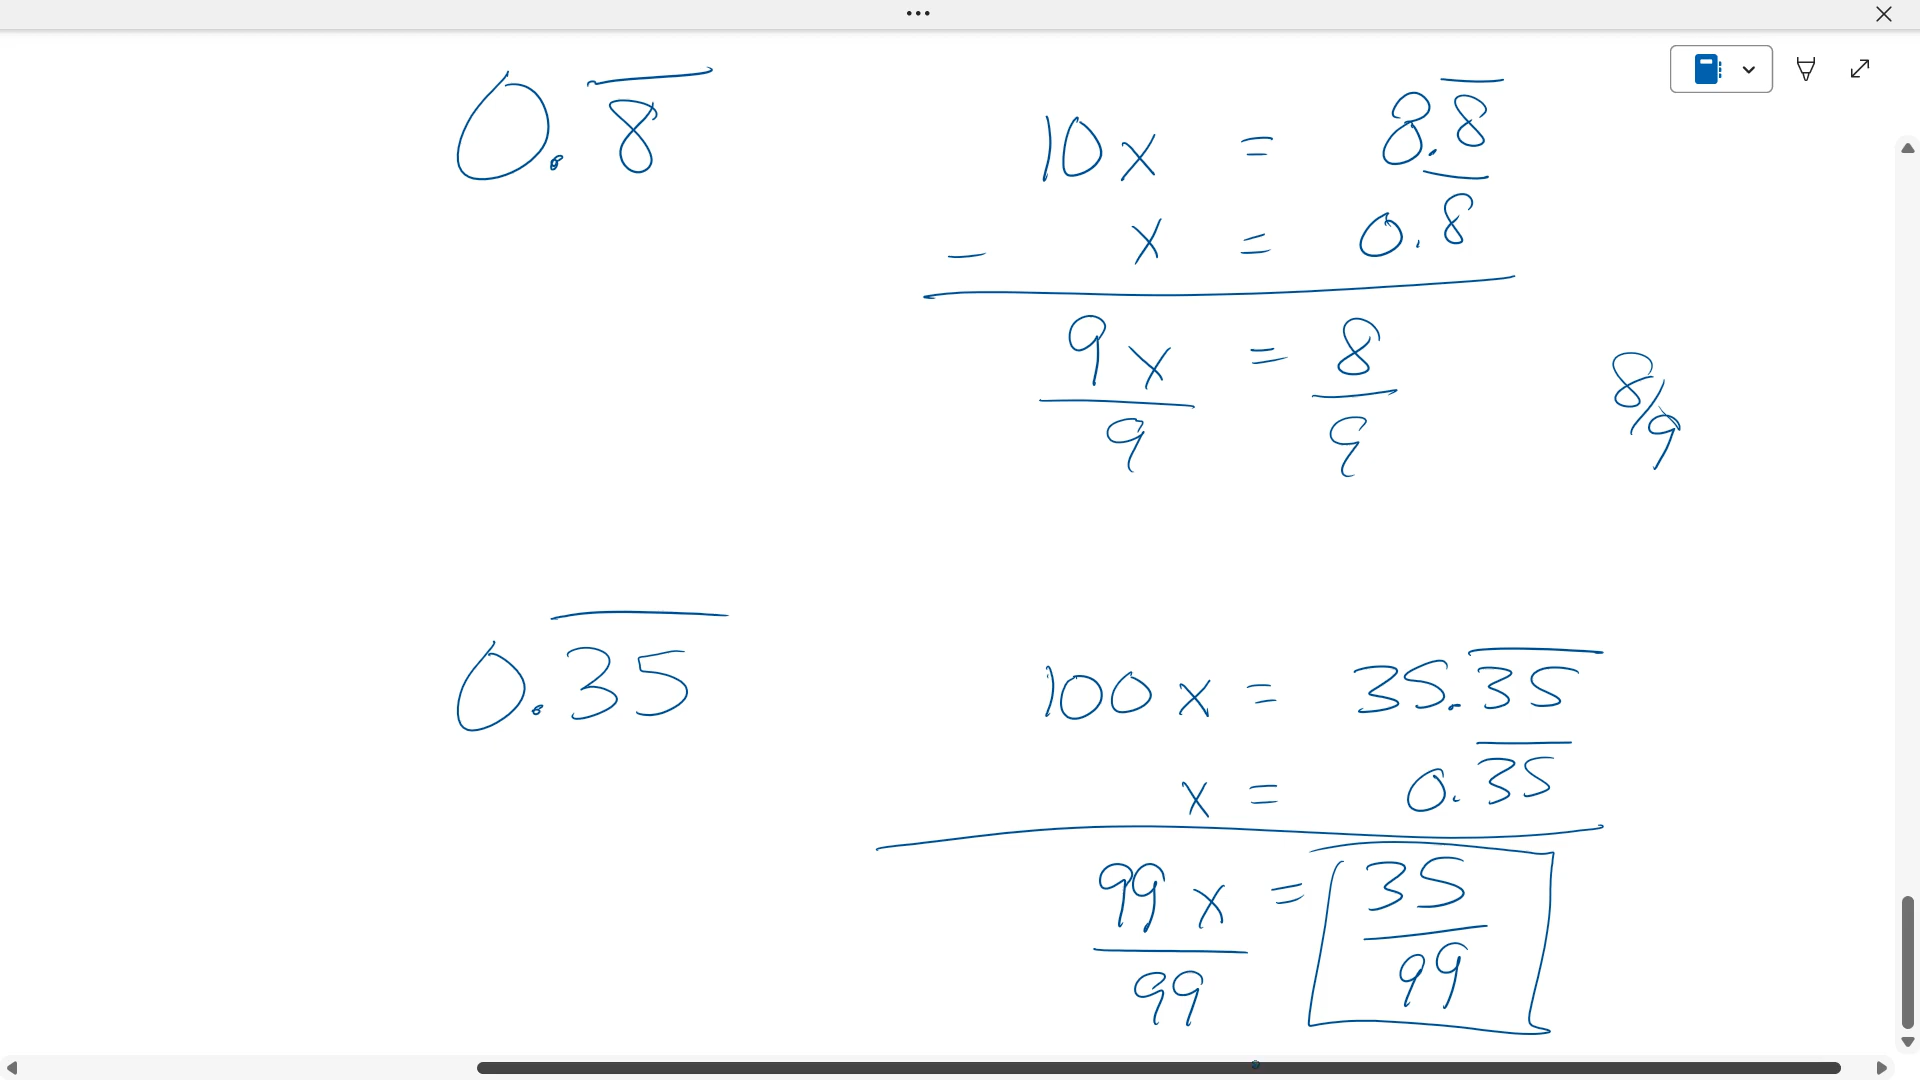 0.8̅
10x = 8.8̅
- x = 0.8̅
9x = 8
9 9
8/9
0.3̅5̅
100x = 35.3̅5̅
x = 0.3̅5̅
99x = 35
99 99